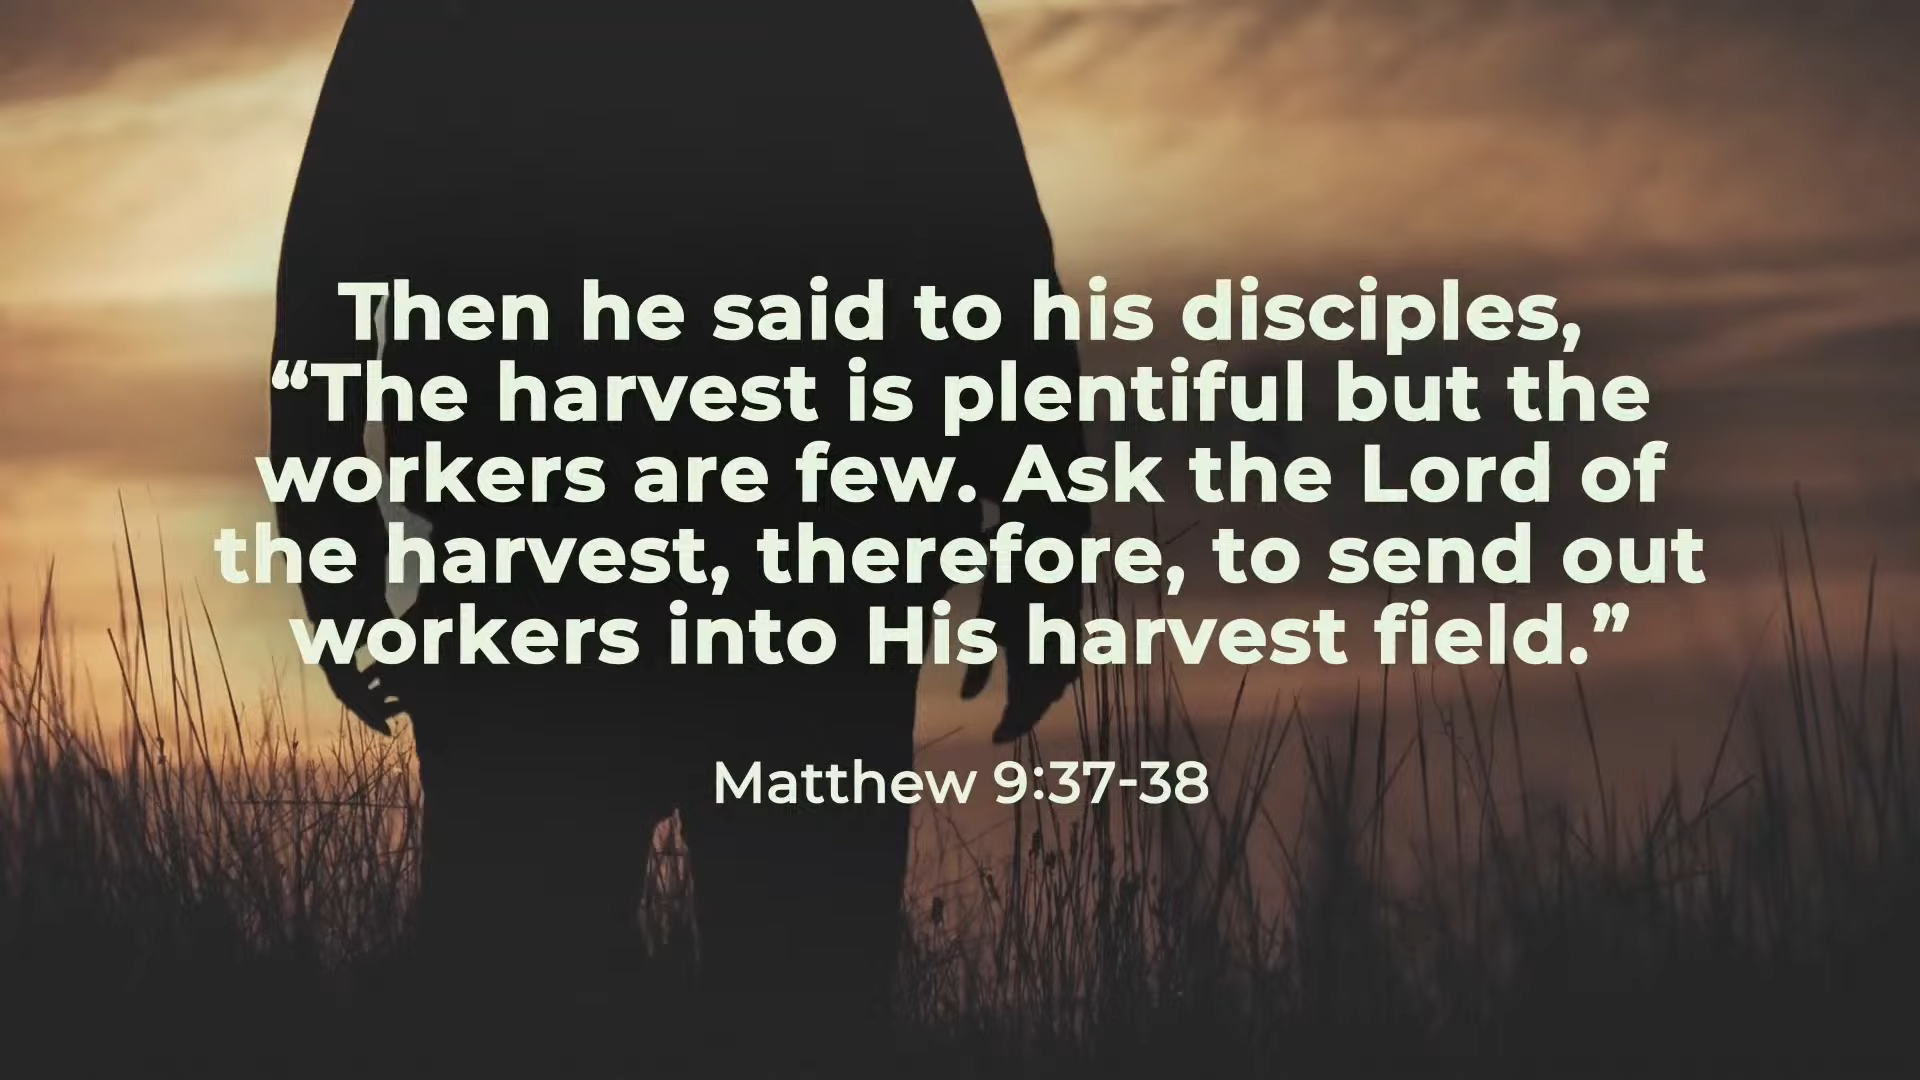 Then he said to his disciples,
“The harvest is plentiful but the
workers are few. Ask the Lord of
the harvest, therefore, to send out
workers into His harvest field.”
Matthew 9:37-38